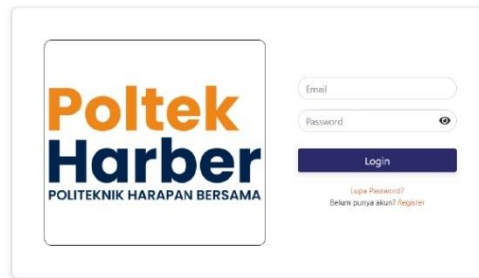 Poltek
Harber
POLITEKNIK HARAPAN BERSAMA
Email
Password
Login
Lupa Password?
Belum punya akun? Register